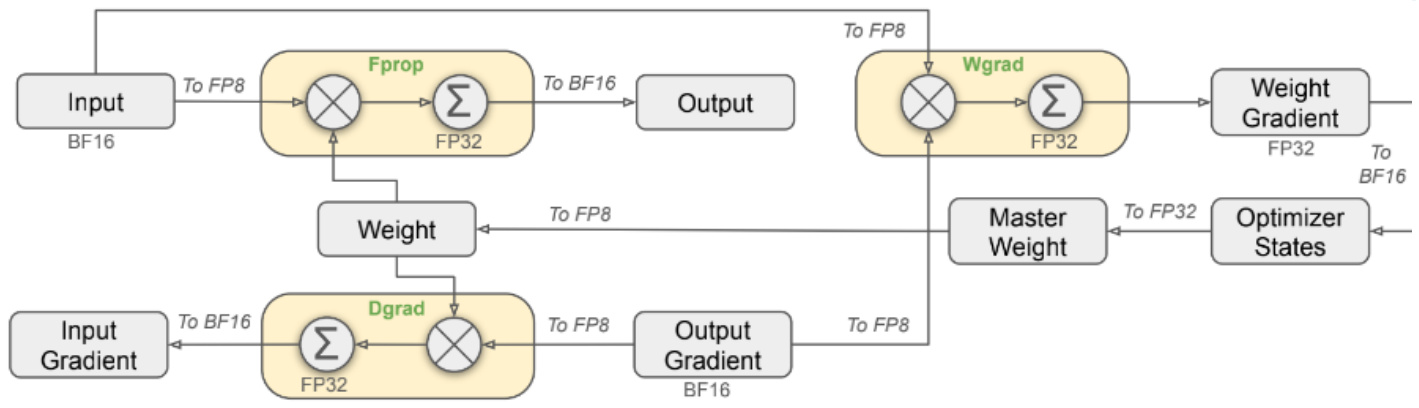 To FP8
Fprop
Wgrad
Input
To FP8
Σ
To BF16
Output
Σ
Weight
Gradient
BF16
FP32
FP32
FP32
To
BF16
Weight
To FP8
Master
Weight
To FP32
Optimizer
States
Dgrad
Input
Gradient
To BF16
Σ
To FP8
Output
Gradient
To FP8
FP32
BF16